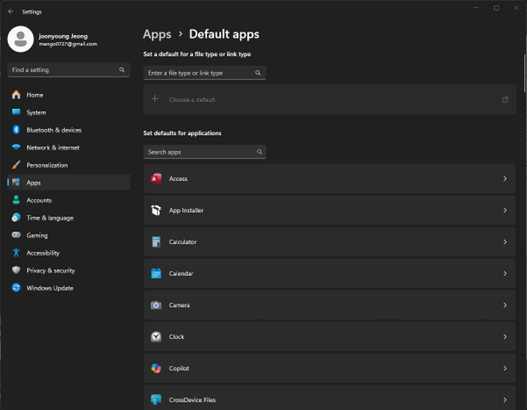 Settings
joonyoung Jeong
mango0727@gmail.com
Find a setting
Home
System
Bluetooth & devices
Network & internet
Personalization
Apps
Accounts
Time & language
Gaming
Accessibility
Privacy & security
Windows Update
Apps > Default apps
Set a default for a file type or link type
Enter a file type or link type
Choose a default
Set defaults for applications
Search apps
Access
App Installer
Calculator
Calendar
Camera
Clock
Copilot
CrossDevice Files